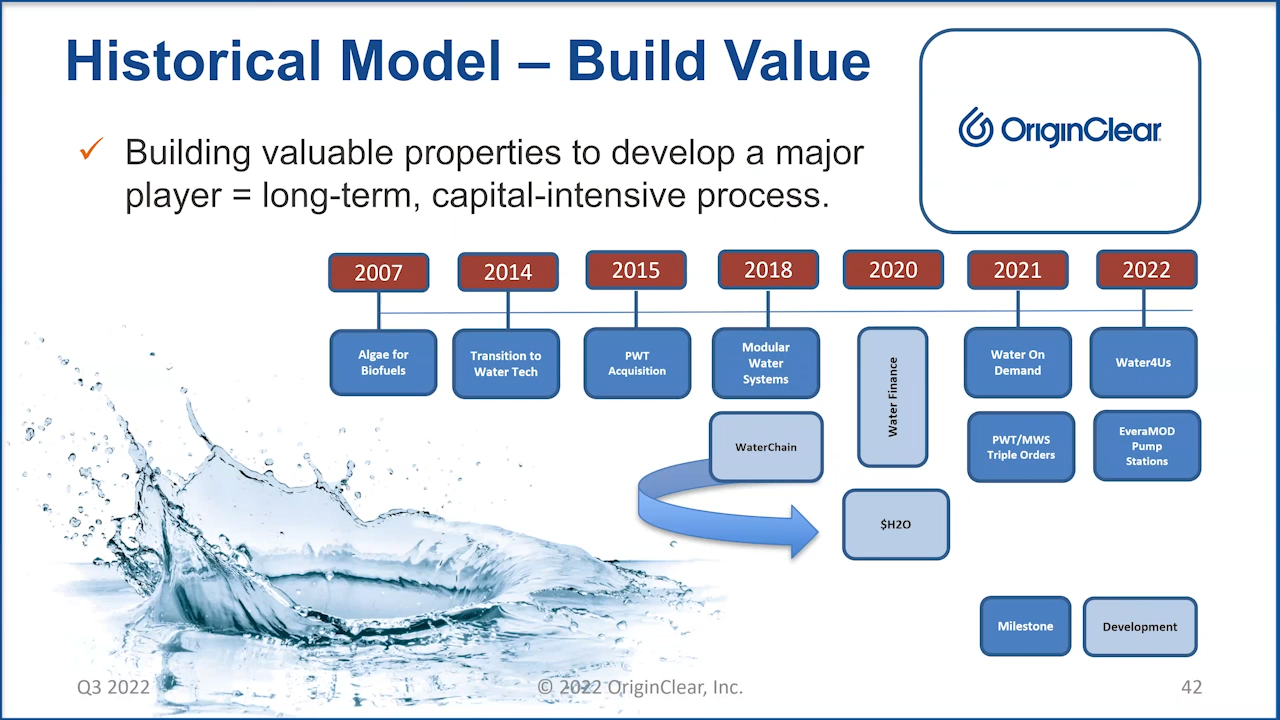 Historical Model – Build Value
OriginClear
✓ Building valuable properties to develop a major
player = long-term, capital-intensive process.
2007
2014
2015
2018
2020
2021
2022
Algae for
Biofuels
Transition to
Water Tech
PWT
Acquisition
Modular
Water
Systems
Water Finance
Water On
Demand
Water4Us
WaterChain
PWT/MWS
Triple Orders
EveraMOD
Pump
Stations
$H2O
Milestone
Development
Q3 2022
© 2022 OriginClear, Inc.
42